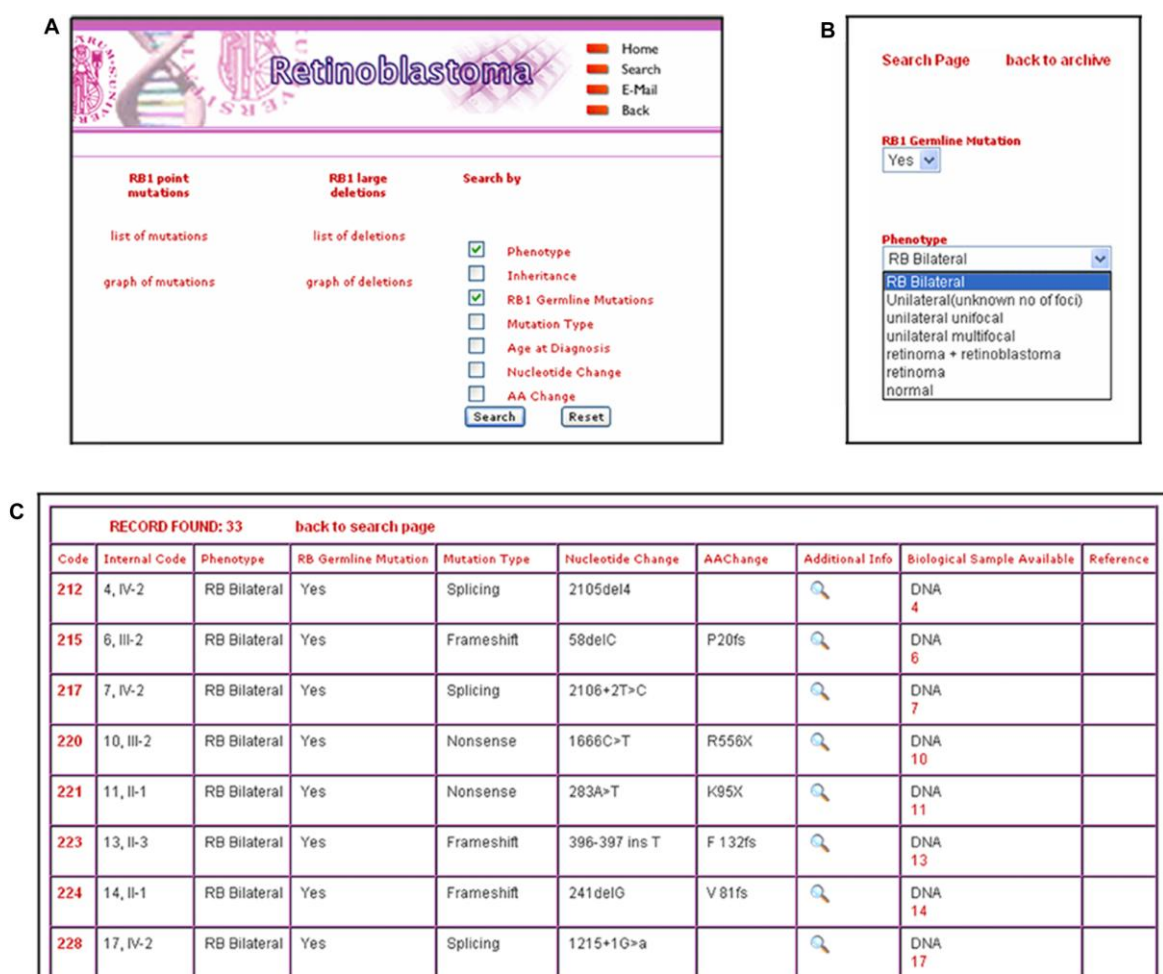 A
Retinoblastoma
Home
Search
E-Mail
Back
RB1 point
mutations
RB1 large
deletions
Search by
list of mutations
list of deletions
graph of mutations
graph of deletions
Phenotype
Inheritance
RB1 Germline Mutations
Mutation Type
Age at Diagnosis
Nucleotide Change
AA Change
Search Reset
B
Search Page back to archive
RB1 Germline Mutation
Yes
Phenotype
RB Bilateral
RB Bilateral
Unilateral(unknown no of foci)
unilateral unifocal
unilateral multifocal
retinoma + retinoblastoma
retinoma
normal
C
RECORD FOUND: 33 back to search page
Code Internal Code Phenotype RB Germline Mutation Mutation Type Nucleotide Change AAChange Additional Info Biological Sample Available Reference
212 4, IV-2 RB Bilateral Yes Splicing 2105del4 DNA
4
215 6, III-2 RB Bilateral Yes Frameshift 58delC P20fs DNA
6
217 7, IV-2 RB Bilateral Yes Splicing 2106+2T>C DNA
7
220 10, III-2 RB Bilateral Yes Nonsense 1666C>T R556X DNA
10
221 11, II-1 RB Bilateral Yes Nonsense 283A>T K95X DNA
11
223 13, II-3 RB Bilateral Yes Frameshift 396-397 ins T F 132fs DNA
13
224 14, II-1 RB Bilateral Yes Frameshift 241delG V 81fs DNA
14
228 17, IV-2 RB Bilateral Yes Splicing 1215+1G>a DNA
17